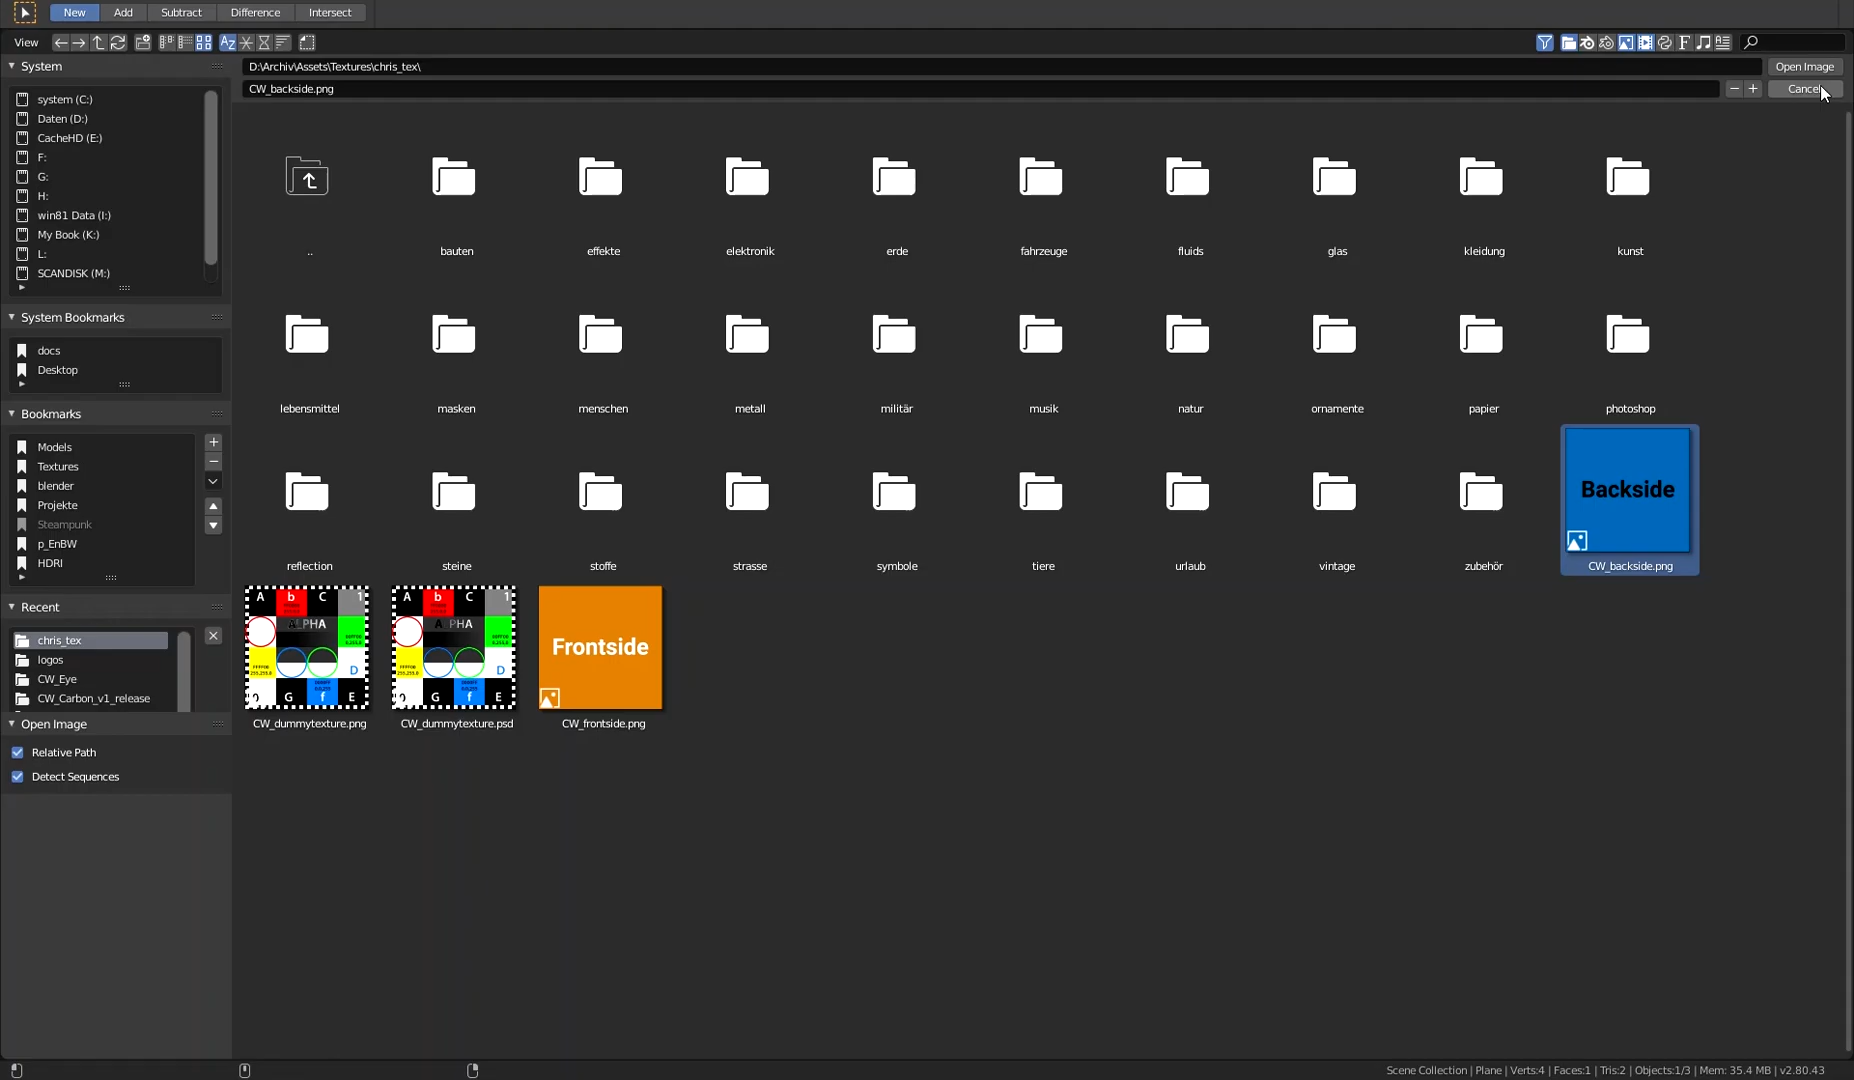 New Add Subtract Difference Intersect
View
System
D:\Archiv\Assets\Textures\chris_tex\
Open Image
CW_backside.png
Cancel
system (C:)
Daten (D:)
CacheHD (E:)
F:
G:
H:
win81 Data (I:)
My Book (K:)
L:
SCANDISK (M:)
System Bookmarks
docs
Desktop
Bookmarks
Models
Textures
blender
Projekte
Steampunk
p_EnBW
HDRI
Recent
chris_tex
logos
CW_Eye
CW_Carbon_v1_release
Open Image
Relative Path
Detect Sequences
.. bauten effekte elektronik erde fahrzeuge fluids glas kleidung kunst
lebensmittel masken menschen metall militär musik natur ornamente papier photoshop
Backside
reflection steine stoffe strasse symbole tiere urlaub vintage zubehör CW_backside.png
A b C 1 A b C 1
ALPHA A PHA
Frontside
D D
G f E G f E
CW_dummytexture.png CW_dummytexture.psd CW_frontside.png
Scene Collection | Plane | Verts:4 | Faces:1 | Tris:2 | Objects:1/3 | Mem: 35.4 MB | v2.80.43